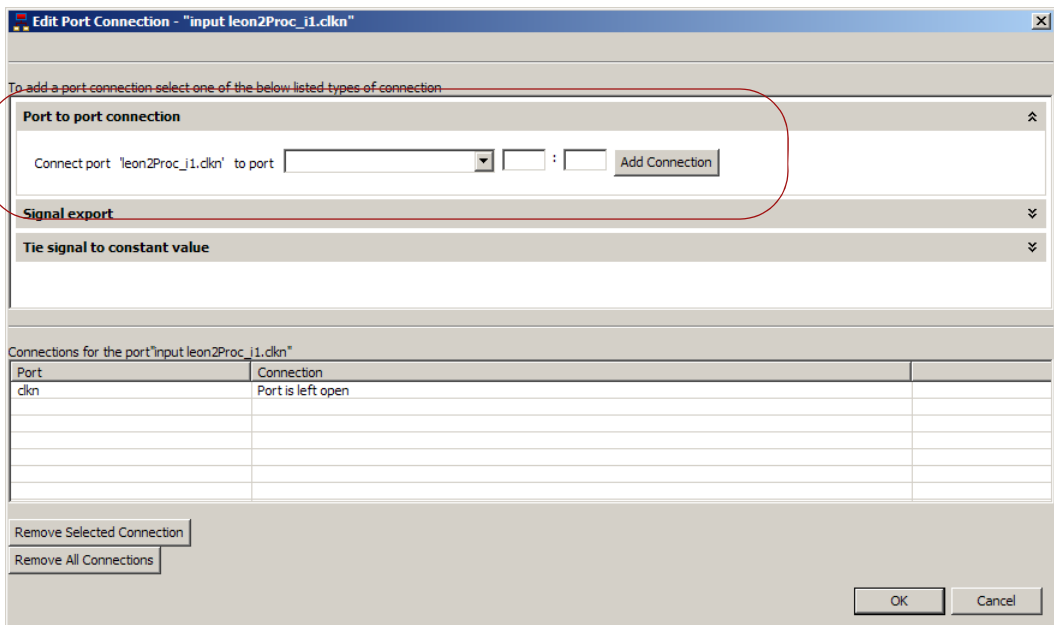 Edit Port Connection - "input leon2Proc_i1.clkn"
To add a port connection select one of the below listed types of connection
Port to port connection
Connect port 'leon2Proc_i1.clkn' to port : Add Connection
Signal export
Tie signal to constant value
Connections for the port"input leon2Proc_i1.clkn"
Port Connection
clkn Port is left open
Remove Selected Connection
Remove All Connections
OK Cancel